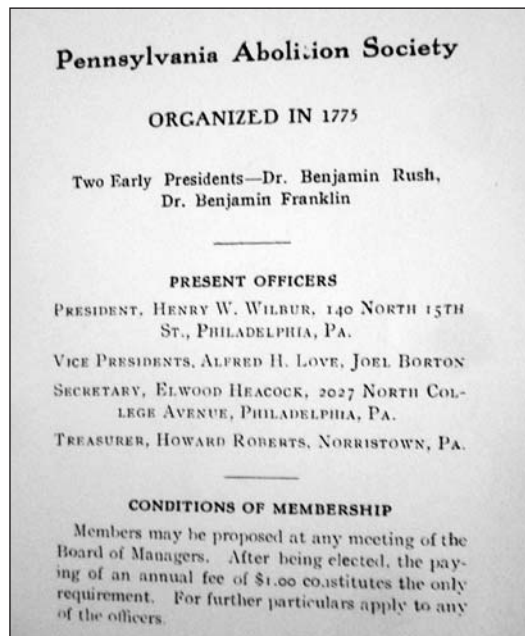 Pennsylvania Abolition Society
ORGANIZED IN 1775
Two Early Presidents—Dr. Benjamin Rush,
Dr. Benjamin Franklin
PRESENT OFFICERS
PRESIDENT, HENRY W. WILBUR, 140 NORTH 15TH
ST., PHILADELPHIA, PA.
VICE PRESIDENTS, ALFRED H. LOVE, JOEL BORTON
SECRETARY, ELWOOD HEACOCK, 2027 NORTH COL-
LEGE AVENUE, PHILADELPHIA, PA.
TREASURER, HOWARD ROBERTS, NORRISTOWN, PA.
CONDITIONS OF MEMBERSHIP
Members may be proposed at any meeting of the
Board of Managers. After being elected, the pay-
ing of an annual fee of $1.00 constitutes the only
requirement. For further particulars apply to any
of the officers.